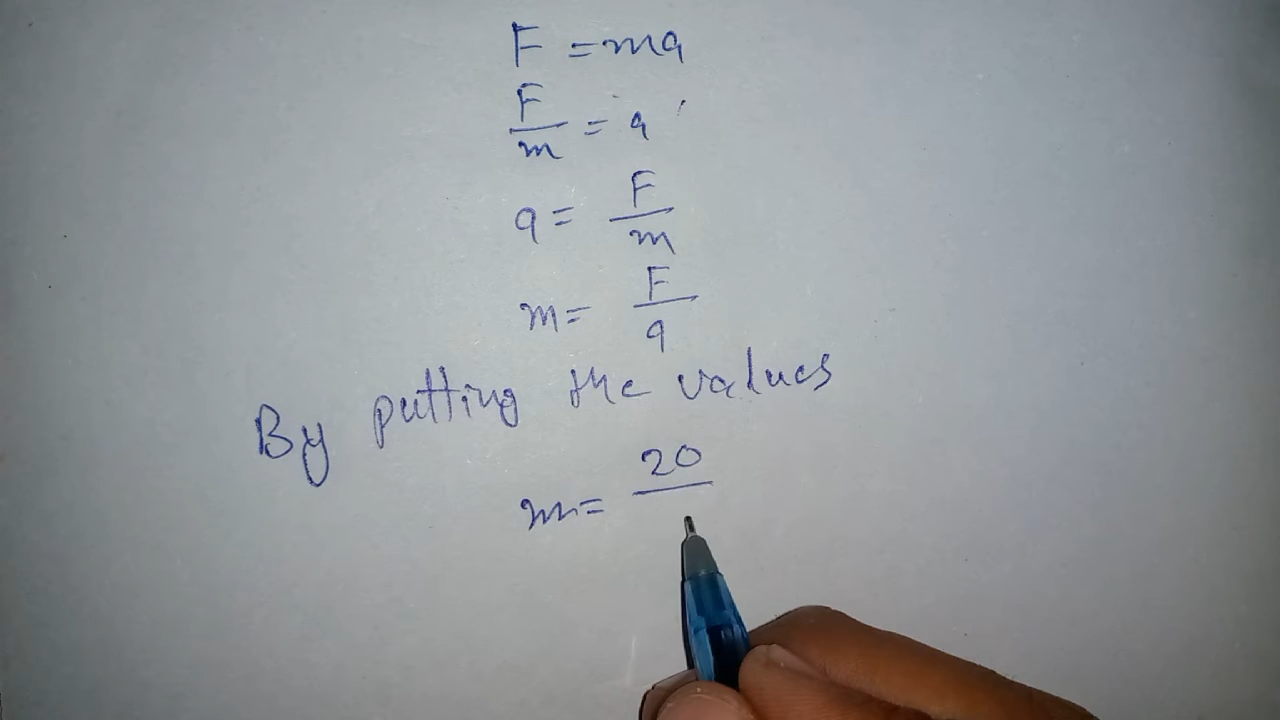 F = ma
F/m = a
a = F/m
m = F/a
By putting the values
m = 20/